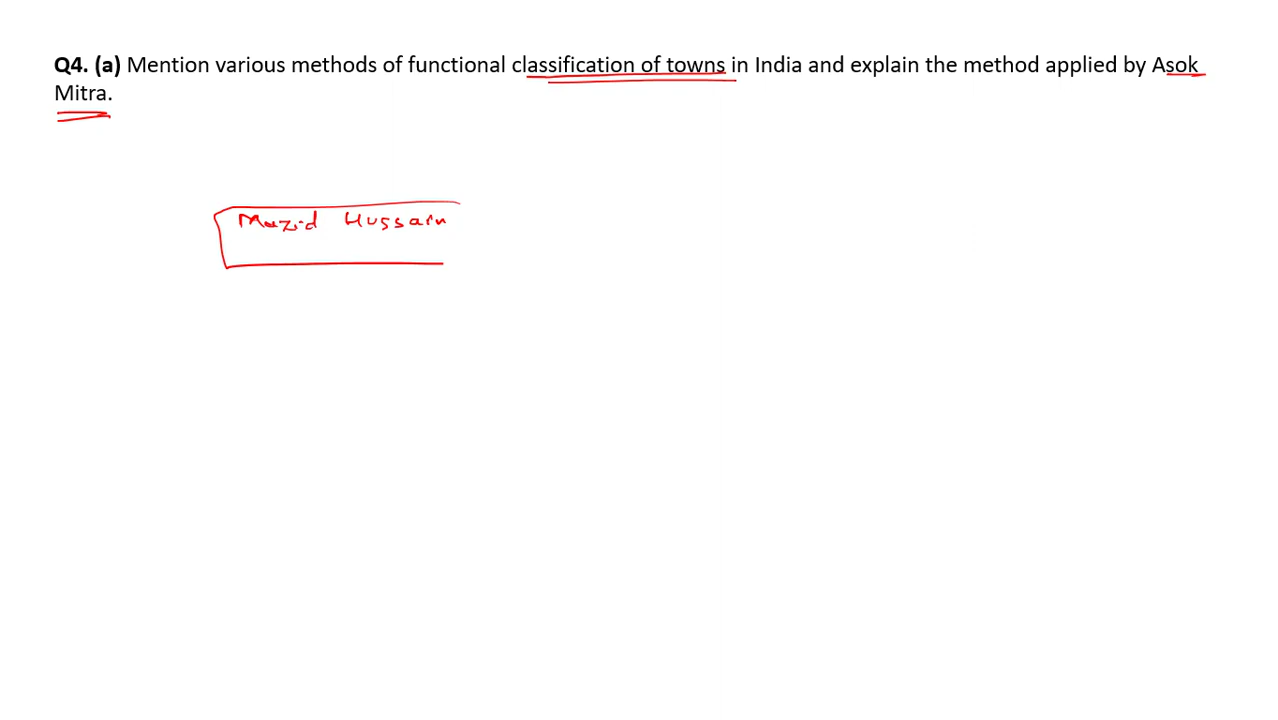 Q4. (a) Mention various methods of functional classification of towns in India and explain the method applied by Asok
Mitra.
Mazid Hussain